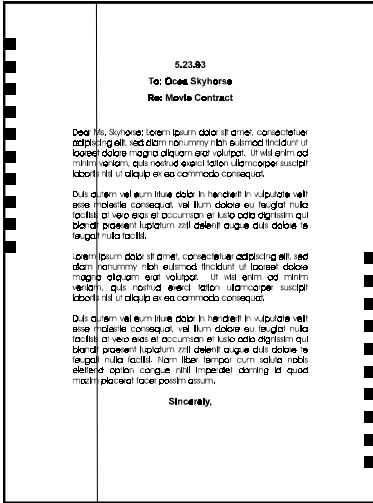 5.23.93
To: Ocea Skyhorse
Re: Movie Contract
Dear Ms. Skyhorse: Lorem ipsum dolor sit amet, consectetuer
adipiscing elit, sed diam nonummy nibh euismod tincidunt ut
laoreet dolore magna aliquam erat volutpat. Ut wisi enim ad
minim veniam, quis nostrud exerci tation ullamcorper suscipit
lobortis nisl ut aliquip ex ea commodo consequat.
Duis autem vel eum iriure dolor in hendrerit in vulputate velit
esse molestie consequat, vel illum dolore eu feugiat nulla
facilisis at vero eros et accumsan et iusto odio dignissim qui
blandit praesent luptatum zzril delenit augue duis dolore te
feugait nulla facilisi.
Lorem ipsum dolor sit amet, consectetuer adipiscing elit, sed
diam nonummy nibh euismod tincidunt ut laoreet dolore
magna aliquam erat volutpat. Ut wisi enim ad minim
veniam, quis nostrud exerci tation ullamcorper suscipit
lobortis nisl ut aliquip ex ea commodo consequat.
Duis autem vel eum iriure dolor in hendrerit in vulputate velit
esse molestie consequat, vel illum dolore eu feugiat nulla
facilisis at vero eros et accumsan et iusto odio dignissim qui
blandit praesent luptatum zzril delenit augue duis dolore te
feugait nulla facilisi. Nam liber tempor cum soluta nobis
eleifend option congue nihil imperdiet doming id quod
mazim placerat facer possim assum.
Sincerely,